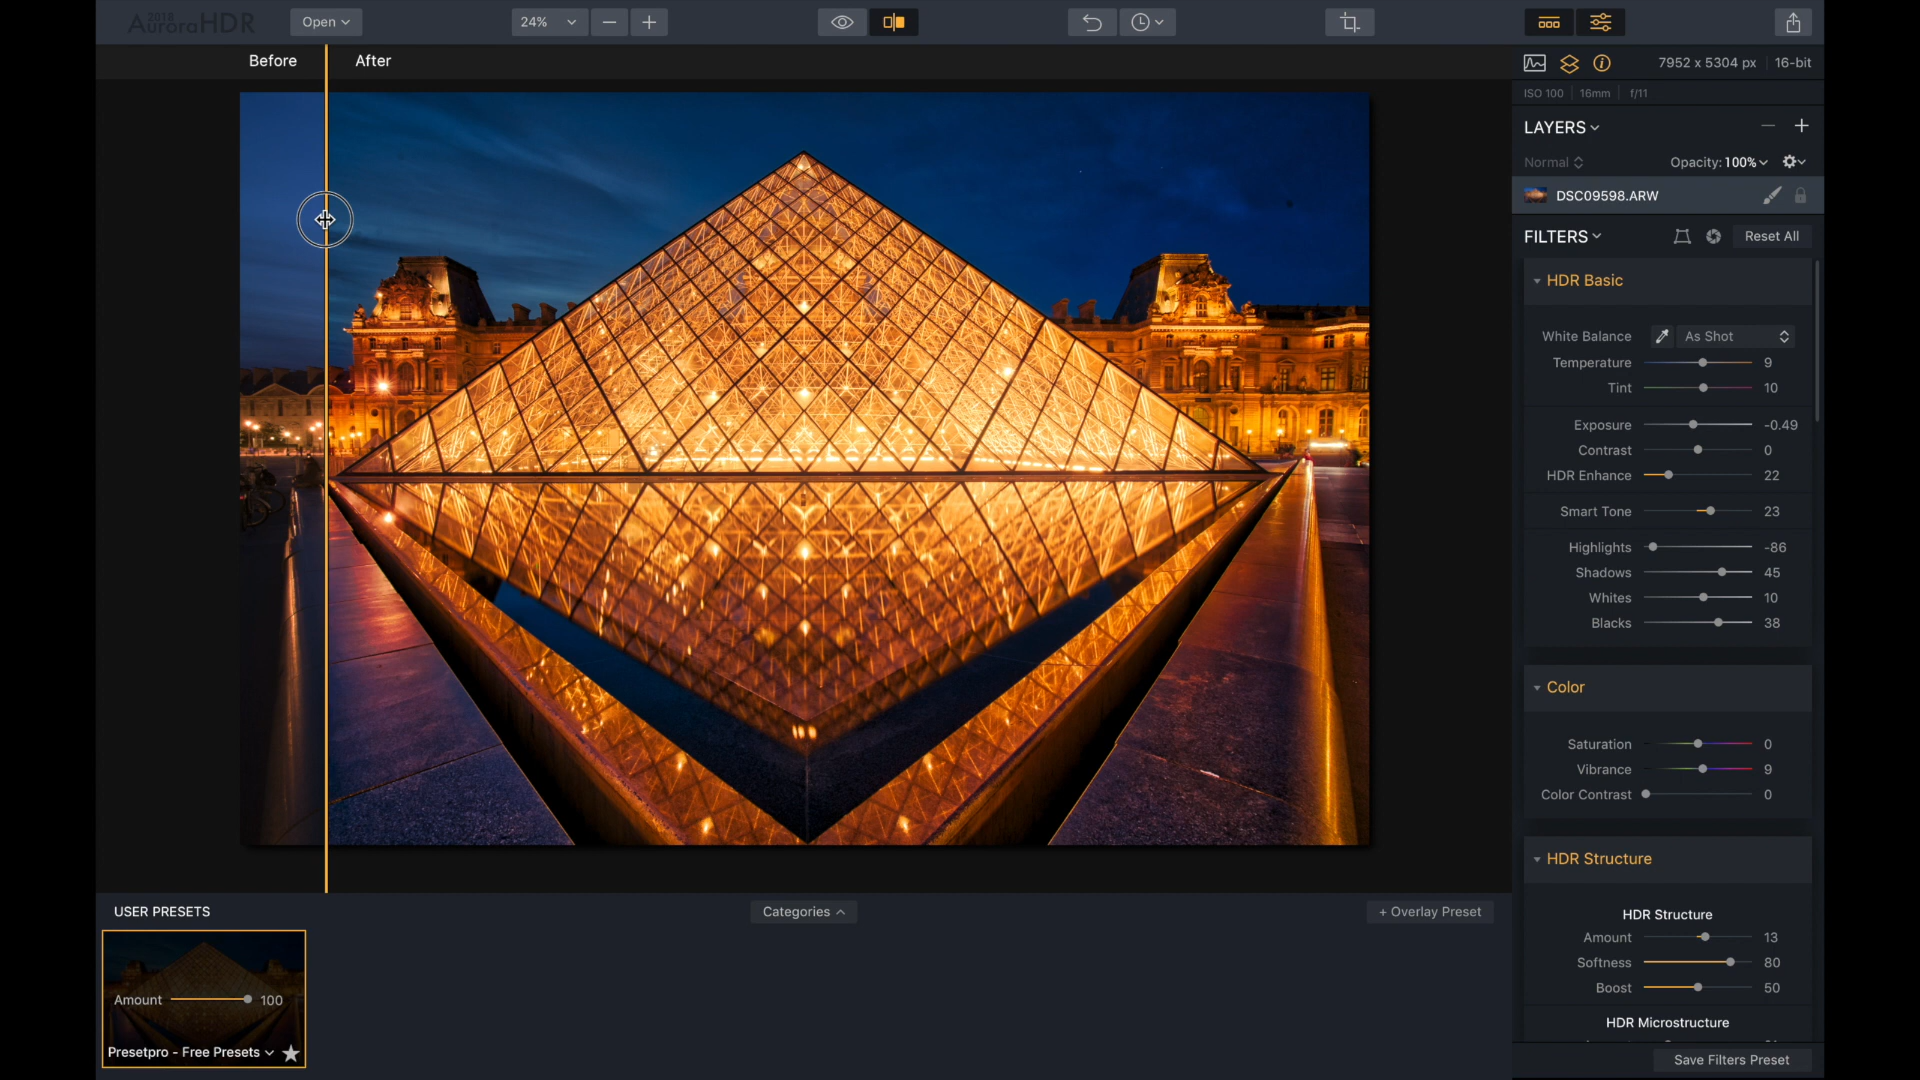 AuroraHDR
2018
Open
24%
Before
After
7952 x 5304 px
16-bit
ISO 100
16mm
f/11
LAYERS
Normal
Opacity: 100%
DSC09598.ARW
FILTERS
Reset All
HDR Basic
White Balance
As Shot
Temperature 9
Tint 10
Exposure -0.49
Contrast 0
HDR Enhance 22
Smart Tone 23
Highlights -86
Shadows 45
Whites 10
Blacks 38
Color
Saturation 0
Vibrance 9
Color Contrast 0
HDR Structure
HDR Structure
Amount 13
Softness 80
Boost 50
HDR Microstructure
Save Filters Preset
USER PRESETS
Categories
+ Overlay Preset
Amount 100
Presetpro - Free Presets